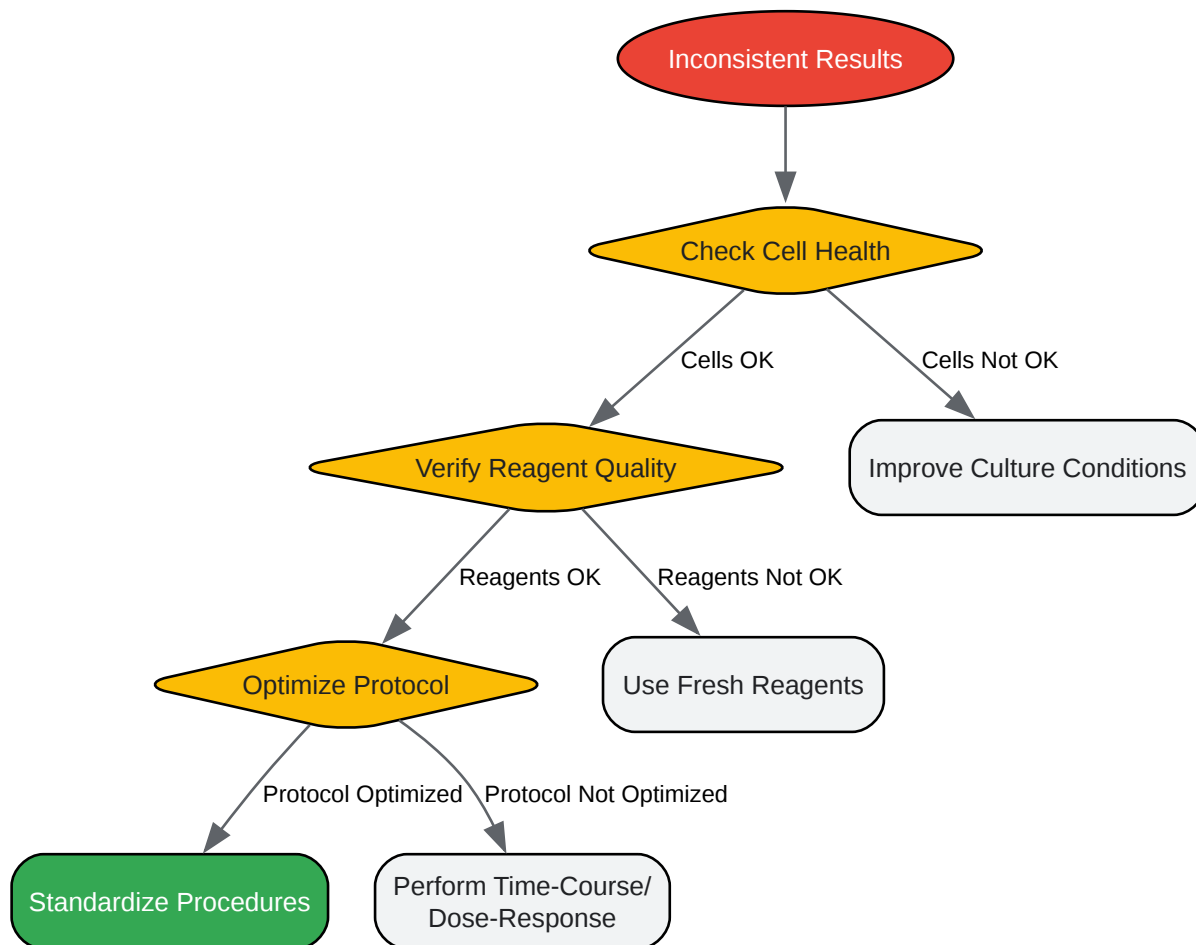 Inconsistent Results
Check Cell Health
Cells OK
Cells Not OK
Verify Reagent Quality
Improve Culture Conditions
Reagents OK
Reagents Not OK
Optimize Protocol
Use Fresh Reagents
Protocol Optimized
Protocol Not Optimized
Standardize Procedures
Perform Time-Course/
Dose-Response